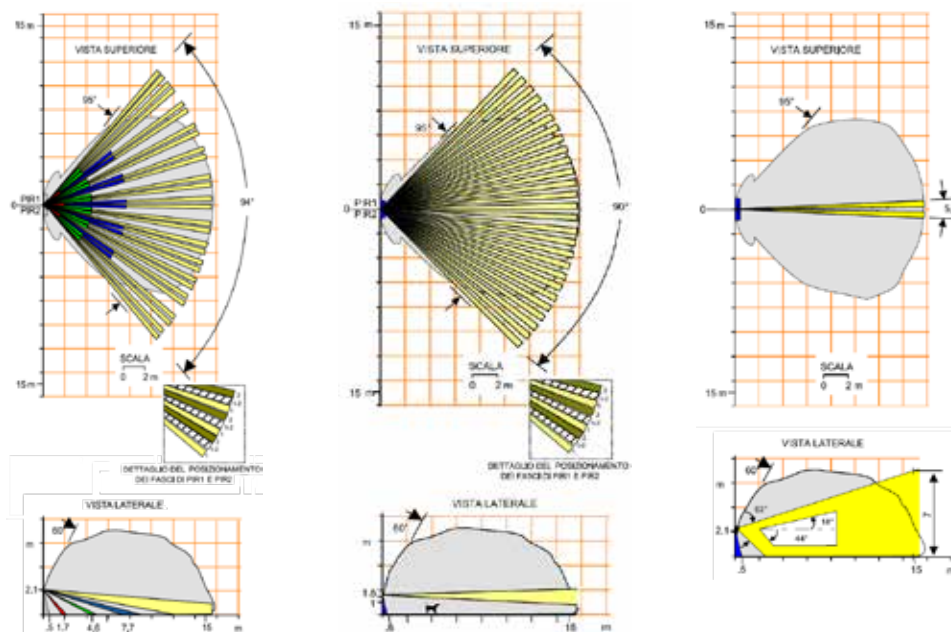 15 m
VISTA SUPERIORE
95°
PIR1
0
PIR2
94°
SCALA
0 2 m
15 m
DETTAGLIO DEL POSIZIONAMENTO
DEI FASCI DI PIR1 E PIR2
VISTA LATERALE
60°
m
2,1
,5 1,7 4,6 7,7 15 m
15 m
VISTA SUPERIORE
95°
PIR1
0
PIR2
90°
SCALA
0 2 m
15 m
DETTAGLIO DEL POSIZIONAMENTO
DEI FASCI DI PIR1 E PIR2
VISTA LATERALE
60°
m
1
,5 15 m
15 m
VISTA SUPERIORE
95°
0
SCALA
0 2 m
15 m
VISTA LATERALE
60°
m
2,1
18°
44°
7
,5 15 m